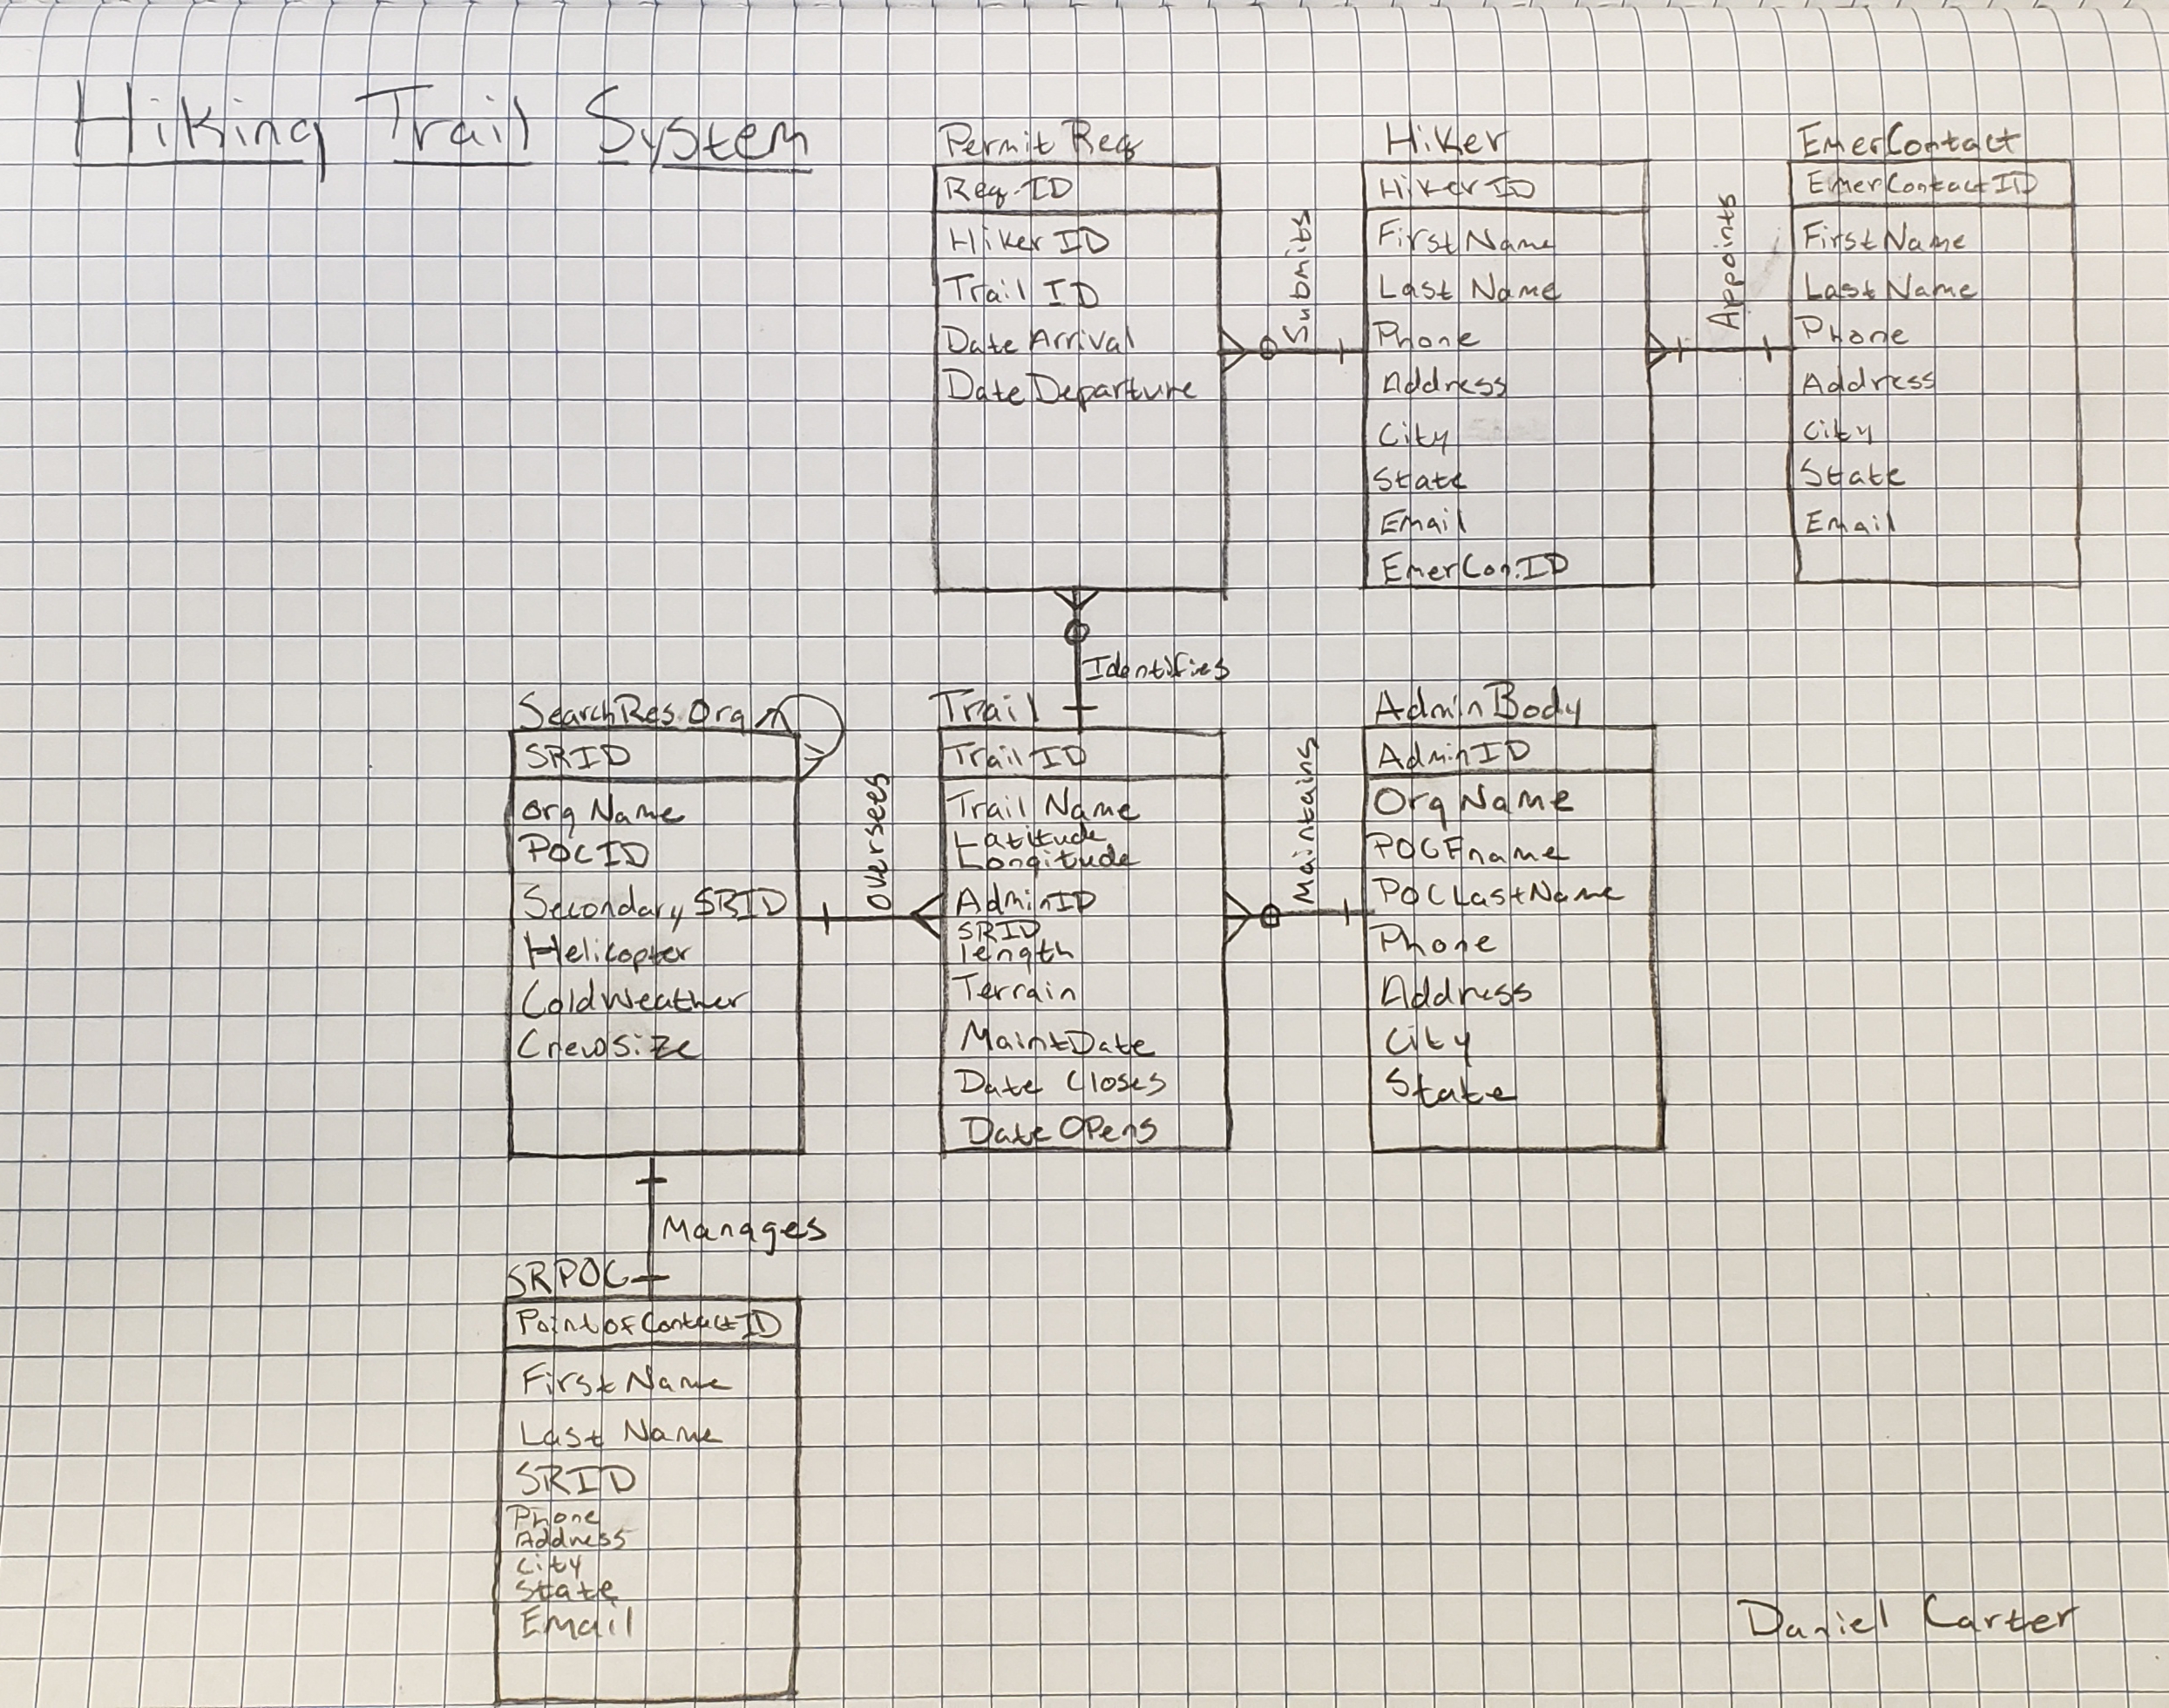 Hiking Trail System
Permit Req
Req. ID
Hiker ID
Trail ID
Date Arrival
Date Departure
Submits
Hiker
Hiker ID
First Name
Last Name
Phone
Address
City
State
Email
EmerCon.ID
Appoints
EmerContact
EmerContactID
First Name
Last Name
Phone
Address
City
State
Email
Identifies
SearchRes.Org
SRID
Org Name
POCID
Secondary SRID
Helicopter
ColdWeather
CrewSize
Oversees
Trail
Trail ID
Trail Name
Latitude
Longitude
AdminID
SRID
length
Terrain
MaintDate
Date Closes
Date Opens
Maintains
AdminBody
AdminID
Org Name
POCFname
POCLastName
Phone
Address
City
State
Manages
SRPOC
PointofContactID
First Name
Last Name
SRID
Phone
Address
City
State
Email
Daniel Carter